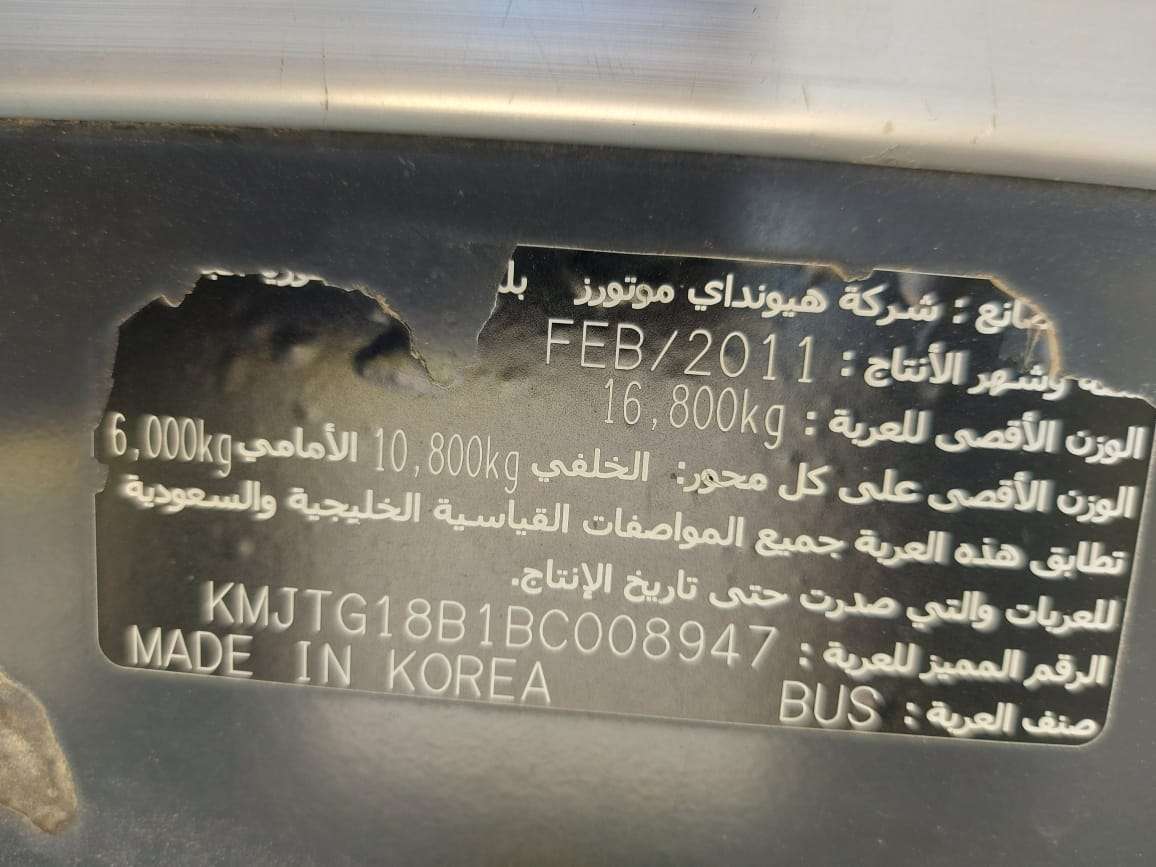 صانع : شركة هيونداي موتورز
وشهر الأنتاج : FEB/2011
الوزن الأقصى للعربة : 16,800kg
الوزن الأقصى على كل محور: الخلفي 10,800kg الأمامي 6,000kg
تطابق هذه العربة جميع المواصفات القياسية الخليجية والسعودية
للعربات والتي صدرت حتى تاريخ الإنتاج.
الرقم المميز للعربة : KMJTG18B1BC008947
صنف العربة : BUS MADE IN KOREA